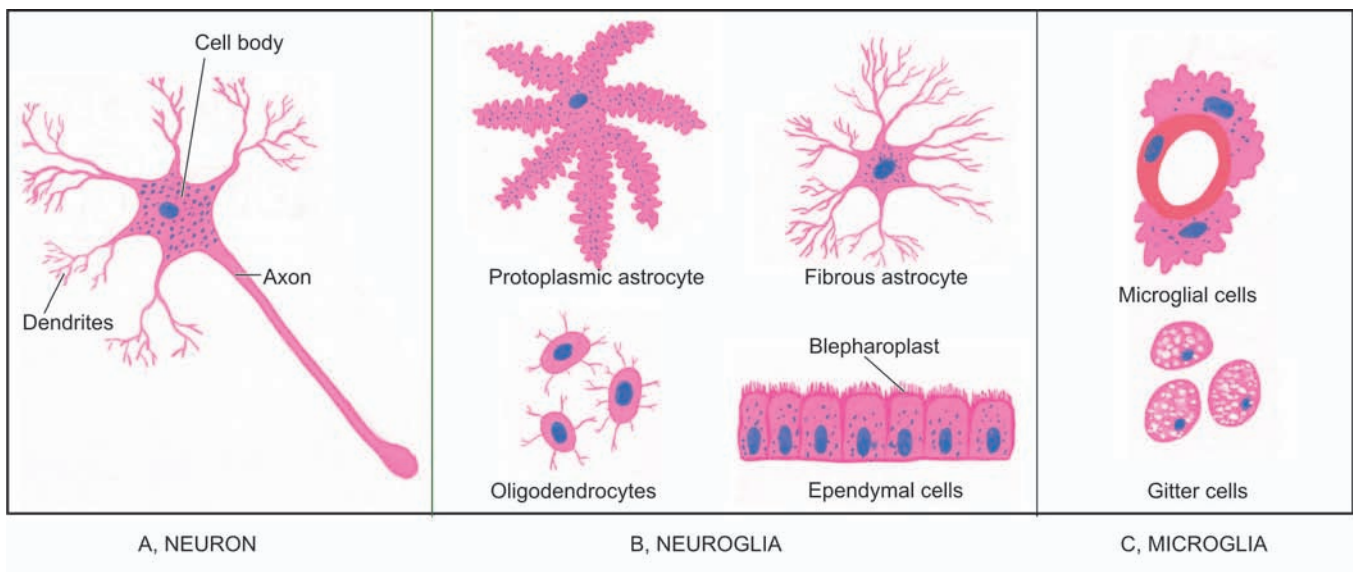 Cell body
Axon
Dendrites
Protoplasmic astrocyte
Fibrous astrocyte
Blepharoplast
Oligodendrocytes
Ependymal cells
Microglial cells
Gitter cells
A, NEURON
B, NEUROGLIA
C, MICROGLIA